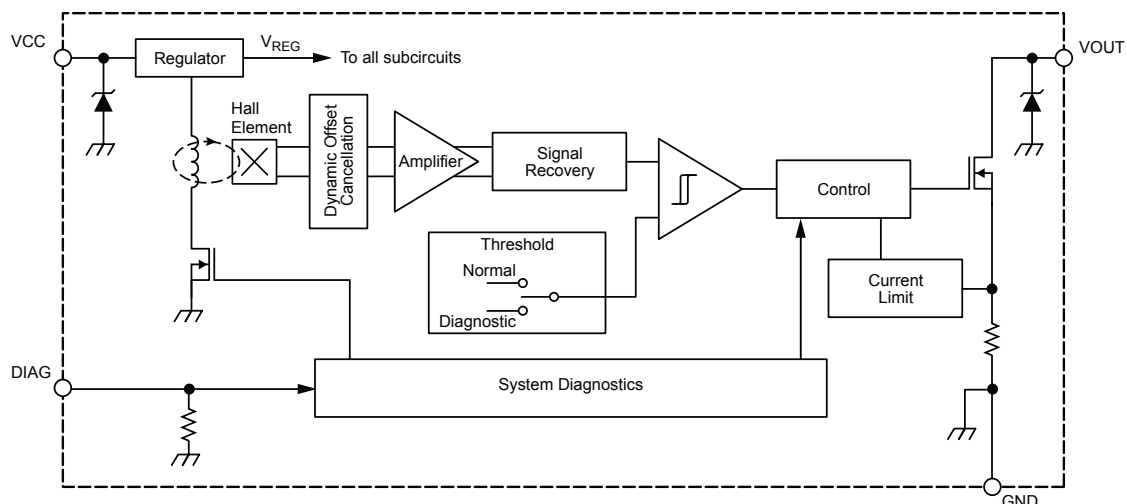 VCC
Regulator
VREG
To all subcircuits
VOUT
Hall
Element
Dynamic Offset
Cancellation
Amplifier
Signal
Recovery
Control
Threshold
Normal
Diagnostic
Current
Limit
DIAG
System Diagnostics
GND